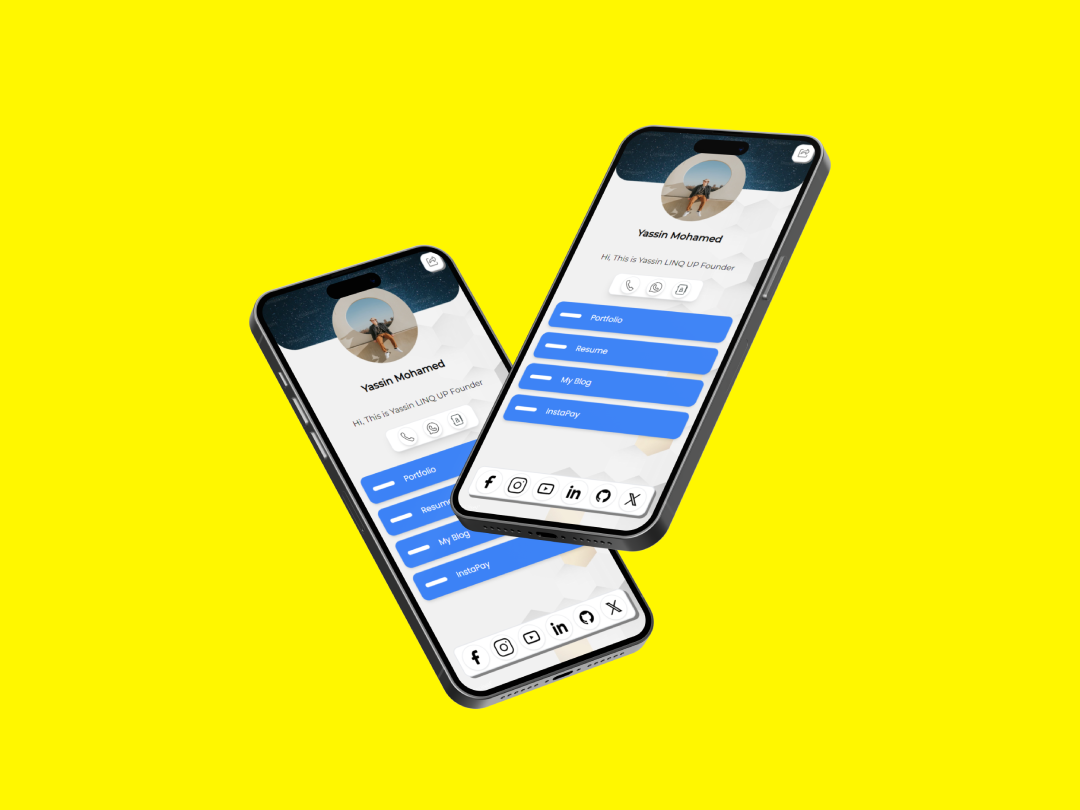 Yassin Mohamed
Hi, This is Yassin LINQ UP Founder
Portfolio
Resume
My Blog
InstaPay
Yassin Mohamed
Hi, This is Yassin LINQ UP Founder
Portfolio
Resume
My Blog
InstaPay